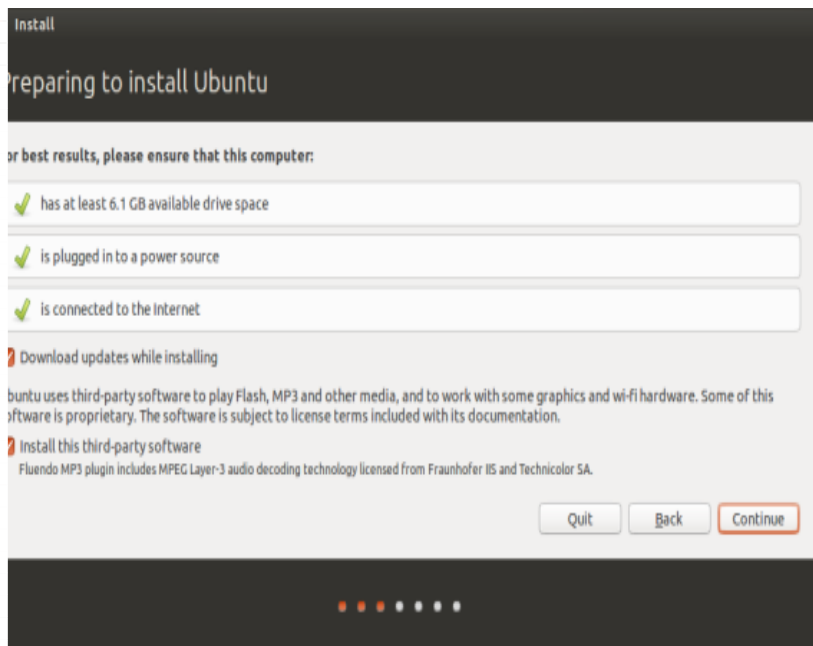 Install
Preparing to install Ubuntu
or best results, please ensure that this computer:
has at least 6.1 GB available drive space
is plugged in to a power source
is connected to the Internet
Download updates while installing
buntu uses third-party software to play Flash, MP3 and other media, and to work with some graphics and wi-fi hardware. Some of this
oftware is proprietary. The software is subject to license terms included with its documentation.
Install this third-party software
Fluendo MP3 plugin includes MPEG Layer-3 audio decoding technology licensed from Fraunhofer IIS and Technicolor SA.
Quit Back Continue